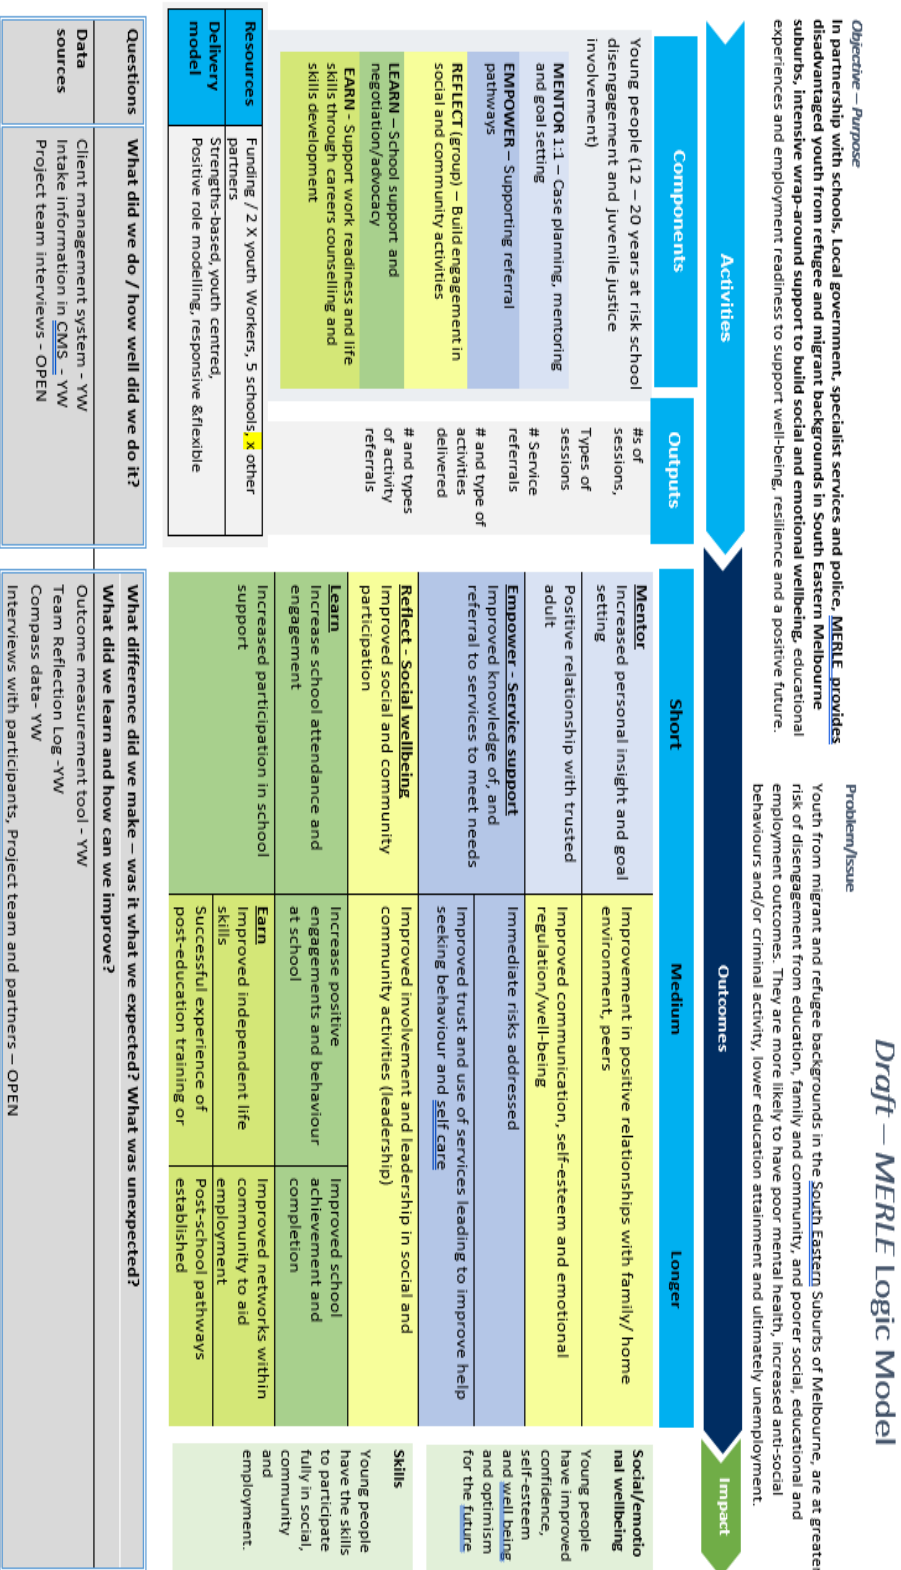 Draft – MERLE Logic Model
Objective – Purpose
In partnership with schools, Local government, specialist services and police, MERLE provides
disadvantaged youth from refugee and migrant backgrounds in South Eastern Melbourne
suburbs, intensive wrap-around support to build social and emotional wellbeing, educational
experiences and employment readiness to support well-being, resilience and a positive future.
Problem/Issue
Youth from migrant and refugee backgrounds in the South Eastern Suburbs of Melbourne, are at greater
risk of disengagement from education, family and community, and poorer social, educational and
employment outcomes. They are more likely to have poor mental health, increased anti-social
behaviours and/or criminal activity, lower education attainment and ultimately unemployment.
Activities
Outcomes
Impact
Components
Outputs
Short
Medium
Longer
Young people (12 – 20 years at risk school
disengagement and juvenile justice
involvement)
MENTOR 1:1 – Case planning, mentoring
and goal setting
EMPOWER – Supporting referral
pathways
REFLECT (group) – Build engagement in
social and community activities
LEARN – School support and
negotiation/advocacy
EARN - Support work readiness and life
skills through careers counselling and
skills development
#s of
sessions,
Types of
sessions
# Service
referrals
# and type of
activities
delivered
# and types
of activity
referrals
Resources
Funding / 2 X youth Workers, 5 schools, x other
partners
Delivery
model
Strengths-based, youth centred,
Positive role modelling, responsive &flexible
Mentor
Increased personal insight and goal
setting
Positive relationship with trusted
adult
Empower - Service support
Improved knowledge of, and
referral to services to meet needs
Reflect - Social wellbeing
Improved social and community
participation
Learn
Increase school attendance and
engagement
Increased participation in school
support
Improvement in positive relationships with family/ home
environment, peers
Improved communication, self-esteem and emotional
regulation/well-being
Immediate risks addressed
Improved trust and use of services leading to improve help
seeking behaviour and self care
Improved involvement and leadership in social and
community activities (leadership)
Increase positive
engagements and behaviour
at school
Earn
Improved independent life
skills
Successful experience of
post-education training or
Improved school
achievement and
completion
Improved networks within
community to aid
employment
Post-school pathways
established
Social/emotio
nal wellbeing
Young people
have improved
confidence,
self-esteem
and well being
and optimism
for the future
Skills
Young people
have the skills
to participate
fully in social,
community
and
employment.
Questions
What did we do / how well did we do it?
What difference did we make – was it what we expected? What was unexpected?
What did we learn and how can we improve?
Data
sources
Client management system - YW
Intake information in CMS - YW
Project team interviews - OPEN
Outcome measurement tool - YW
Team Reflection Log -YW
Compass data- YW
Interviews with participants, Project team and partners – OPEN